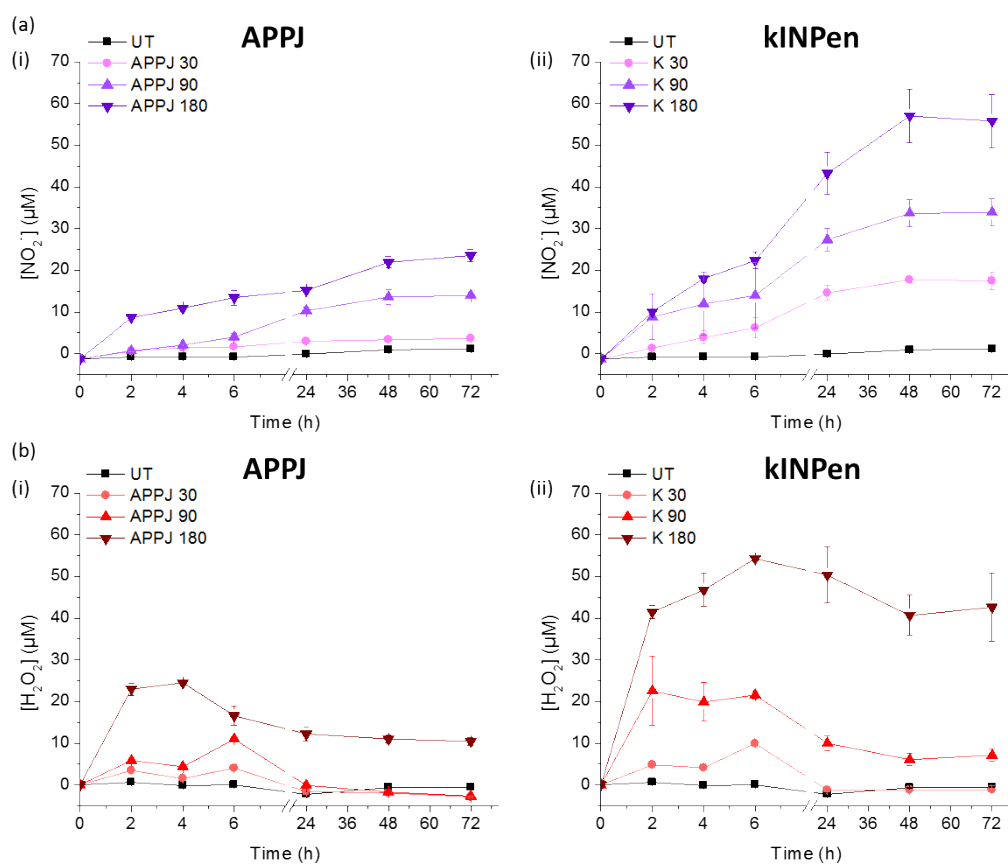 (a)
APPJ
kINPen
(i)
UT
APPJ 30
APPJ 90
APPJ 180
70
60
50
40
30
20
10
0
[NO₂⁻] (µM)
0 2 4 6 24 36 48 60 72
Time (h)
(ii)
UT
K 30
K 90
K 180
70
60
50
40
30
20
10
0
[NO₂⁻] (µM)
0 2 4 6 24 36 48 60 72
Time (h)
(b)
APPJ
kINPen
(i)
UT
APPJ 30
APPJ 90
APPJ 180
70
60
50
40
30
20
10
0
[H₂O₂] (µM)
0 2 4 6 24 36 48 60 72
Time (h)
(ii)
UT
K 30
K 90
K 180
70
60
50
40
30
20
10
0
[H₂O₂] (µM)
0 2 4 6 24 36 48 60 72
Time (h)